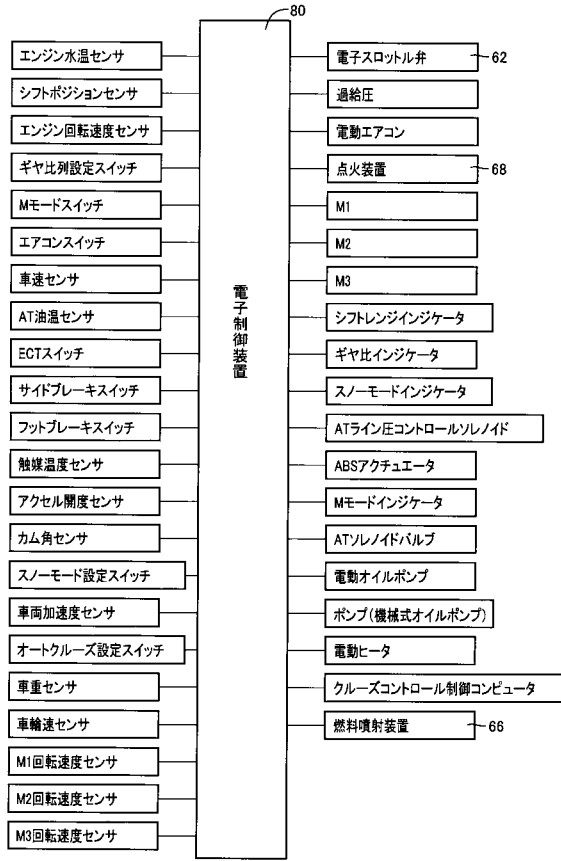 80
エンジン水温センサ
シフトポジションセンサ
エンジン回転速度センサ
ギヤ比列設定スイッチ
Mモードスイッチ
エアコンスイッチ
車速センサ
AT油温センサ
ECTスイッチ
サイドブレーキスイッチ
フットブレーキスイッチ
触媒温度センサ
アクセル開度センサ
カム角センサ
スノーモード設定スイッチ
車両加速度センサ
オートクルーズ設定スイッチ
車重センサ
車輪速センサ
M1回転速度センサ
M2回転速度センサ
M3回転速度センサ
電子制御装置
電子スロットル弁 62
過給圧
電動エアコン
点火装置 68
M1
M2
M3
シフトレンジインジケータ
ギヤ比インジケータ
スノーモードインジケータ
ATライン圧コントロールソレノイド
ABSアクチュエータ
Mモードインジケータ
ATソレノイドバルブ
電動オイルポンプ
ポンプ(機械式オイルポンプ)
電動ヒータ
クルーズコントロール制御コンピュータ
燃料噴射装置 66